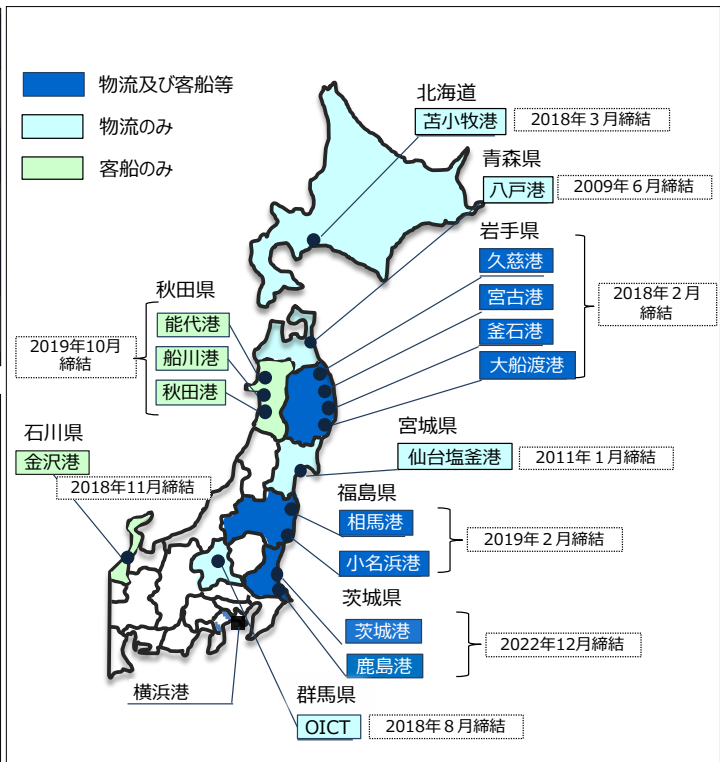 物流及び客船等
物流のみ
客船のみ
北海道
苫小牧港
2018年3月締結
青森県
八戸港
2009年6月締結
岩手県
久慈港
宮古港
釜石港
大船渡港
2018年2月
締結
秋田県
能代港
船川港
秋田港
2019年10月
締結
宮城県
仙台塩釜港
2011年1月締結
石川県
金沢港
2018年11月締結
福島県
相馬港
小名浜港
2019年2月締結
茨城県
茨城港
鹿島港
2022年12月締結
横浜港
群馬県
OICT
2018年8月締結